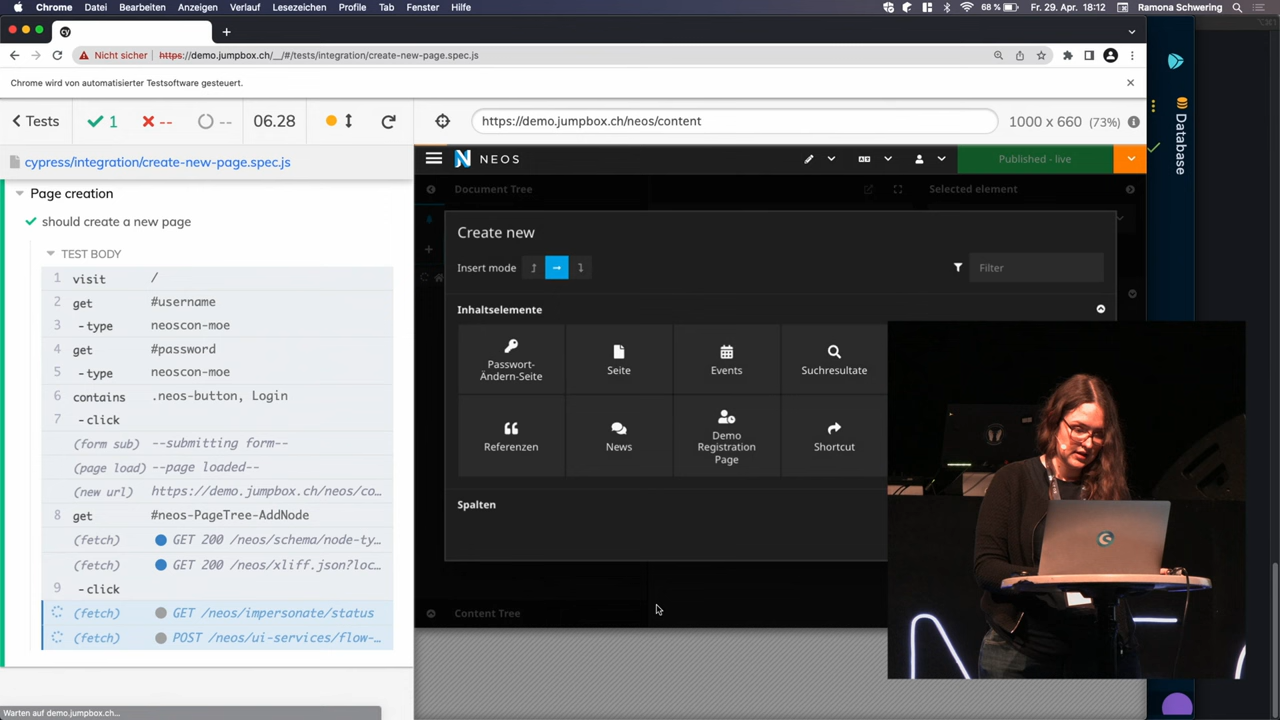 Chrome Datei Bearbeiten Anzeigen Verlauf Lesezeichen Profile Tab Fenster Hilfe 68 % Fr. 29. Apr. 18:12 Ramona Schwering
Nicht sicher https://demo.jumpbox.ch/__/#/tests/integration/create-new-page.spec.js
Chrome wird von automatisierter Testsoftware gesteuert.
Tests 1 -- -- 06.28 https://demo.jumpbox.ch/neos/content 1000 x 660 (73%)
cypress/integration/create-new-page.spec.js
Page creation
should create a new page
TEST BODY
1 visit /
2 get #username
3 -type neoscon-moe
4 get #password
5 -type neoscon-moe
6 contains .neos-button, Login
7 -click
(form sub) --submitting form--
(page load) --page loaded--
(new url) https://demo.jumpbox.ch/neos/co…
8 get #neos-PageTree-AddNode
(fetch) GET 200 /neos/schema/node-ty…
(fetch) GET 200 /neos/xliff.json?loc…
9 -click
(fetch) GET /neos/impersonate/status
(fetch) POST /neos/ui-services/flow-…
Warten auf demo.jumpbox.ch...
NEOS Published - live
Document Tree Selected element
Create new
Insert mode Filter
Inhaltselemente
Passwort-
Ändern-Seite
Seite
Events
Suchresultate
Referenzen
News
Demo
Registration
Page
Shortcut
Spalten
Content Tree
Database